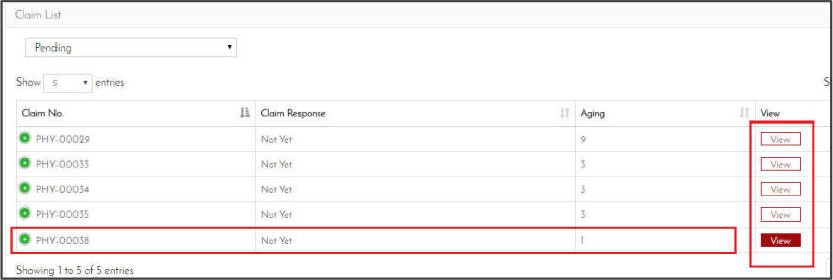 Claim List
Pending
Show 5 entries
S
Claim No. Claim Response Aging View
PHY-00029 Not Yet 9 View
PHY-00033 Not Yet 3 View
PHY-00034 Not Yet 3 View
PHY-00035 Not Yet 3 View
PHY-00038 Not Yet 1 View
Showing 1 to 5 of 5 entries